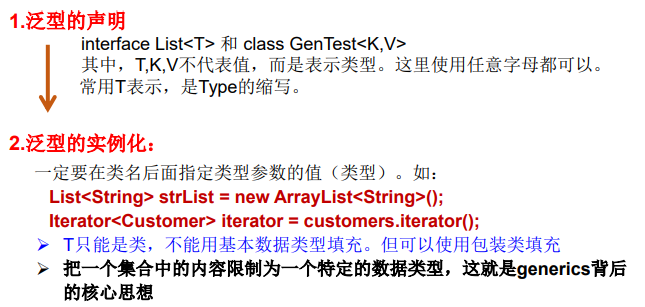 1.泛型的声明
interface List<T> 和 class GenTest<K,V>
其中，T,K,V不代表值，而是表示类型。这里使用任意字母都可以。
常用T表示，是Type的缩写。
2.泛型的实例化：
一定要在类名后面指定类型参数的值（类型）。如：
List<String> strList = new ArrayList<String>();
Iterator<Customer> iterator = customers.iterator();
➢ T只能是类，不能用基本数据类型填充。但可以使用包装类填充
➢ 把一个集合中的内容限制为一个特定的数据类型，这就是generics背后
的核心思想